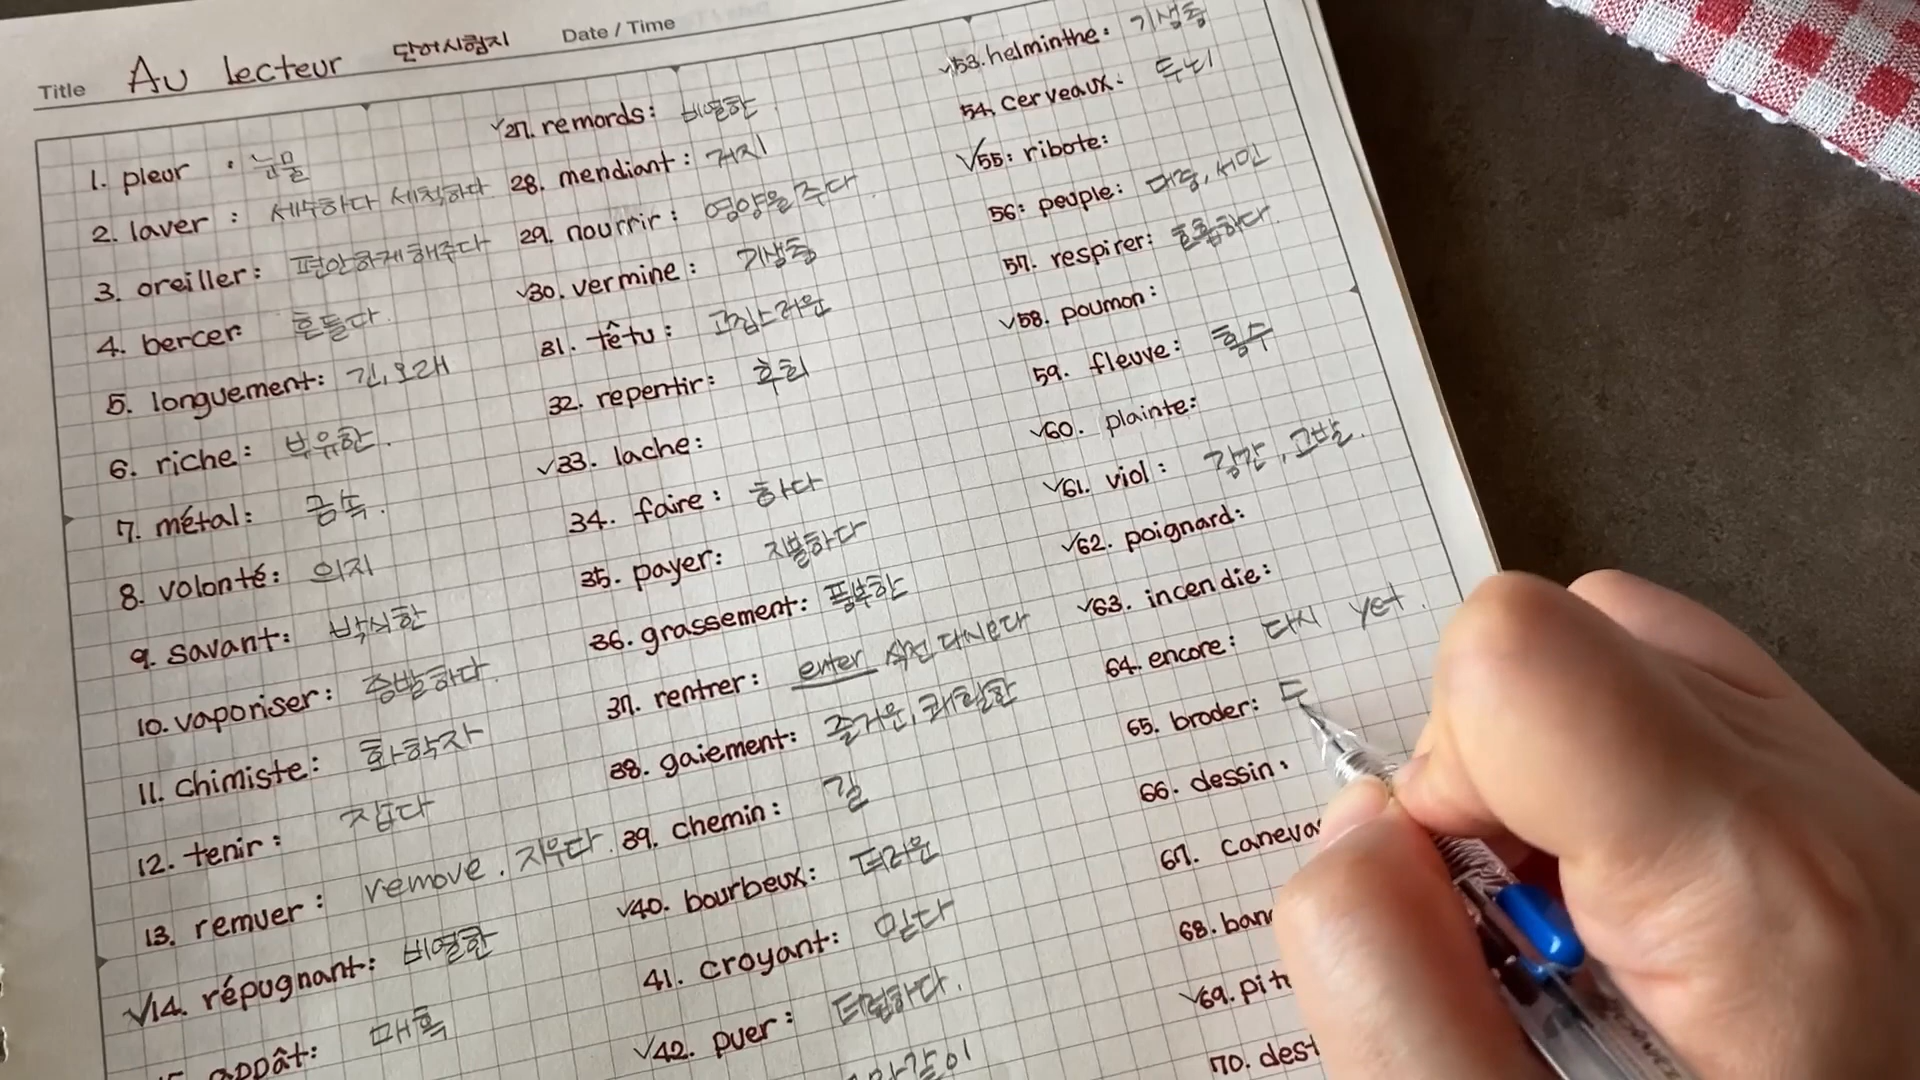 Title Au lecteur 단어시험지 Date / Time
1. pleur : 눈물
2. laver : 세수하다 세척하다
3. oreiller: 편안하게해주다
4. bercer: 흔들다.
5. longuement: 긴, 오래
6. riche: 부유한.
7. métal: 금속.
8. volonté: 의지
9. savant: 박식한
10. vaporiser: 증발하다.
11. chimiste: 화학자
12. tenir: 잡다
13. remuer: remove. 지우다.
✓14. répugnant: 비열한
appât: 매혹
✓27. remords: 비열한
28. mendiant: 거지
29. nourrir: 영양을 주다.
✓30. vermine: 기생충
31. têtu: 고집스러운
32. repentir: 후회
✓33. lache:
34. faire: 하다
35. payer: 지불하다
36. grassement: 풍부한
37. rentrer: enter
38. gaiement: 즐거운, 쾌활한
39. chemin: 길
✓40. bourbeux: 더러운
41. croyant: 믿다
✓42. puer:
✓53. helminthe: 기생충
54. cerveaux: 두뇌
✓55: ribote:
56: peuple: 대중, 서민
57. respirer: 호흡하다.
✓58. poumon:
59. fleuve: 홍수
✓60. plainte:
✓61. viol: 강간, 고발.
✓62. poignard:
✓63. incendie:
64. encore: 다시 yet.
65. broder:
66. dessin:
67. caneva
68. ban
✓69. pit
70. dest